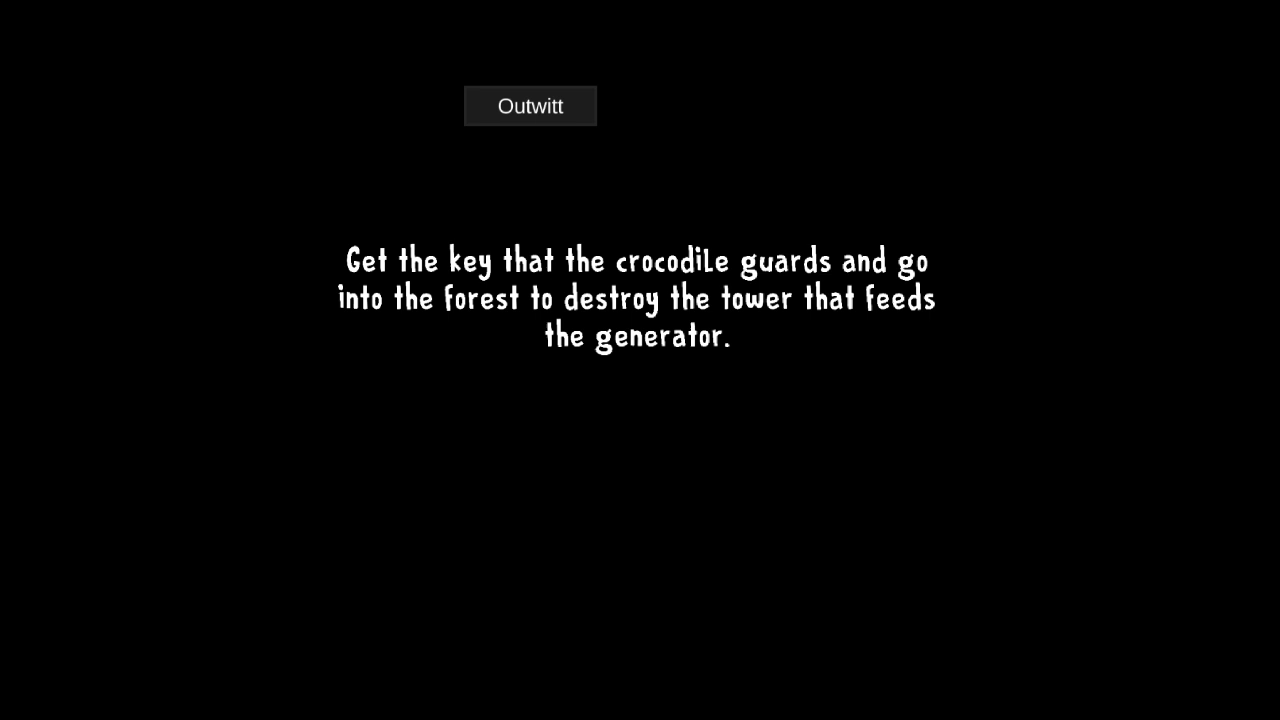 Outwitt
Get the key that the crocodile guards and go
into the forest to destroy the tower that feeds
the generator.